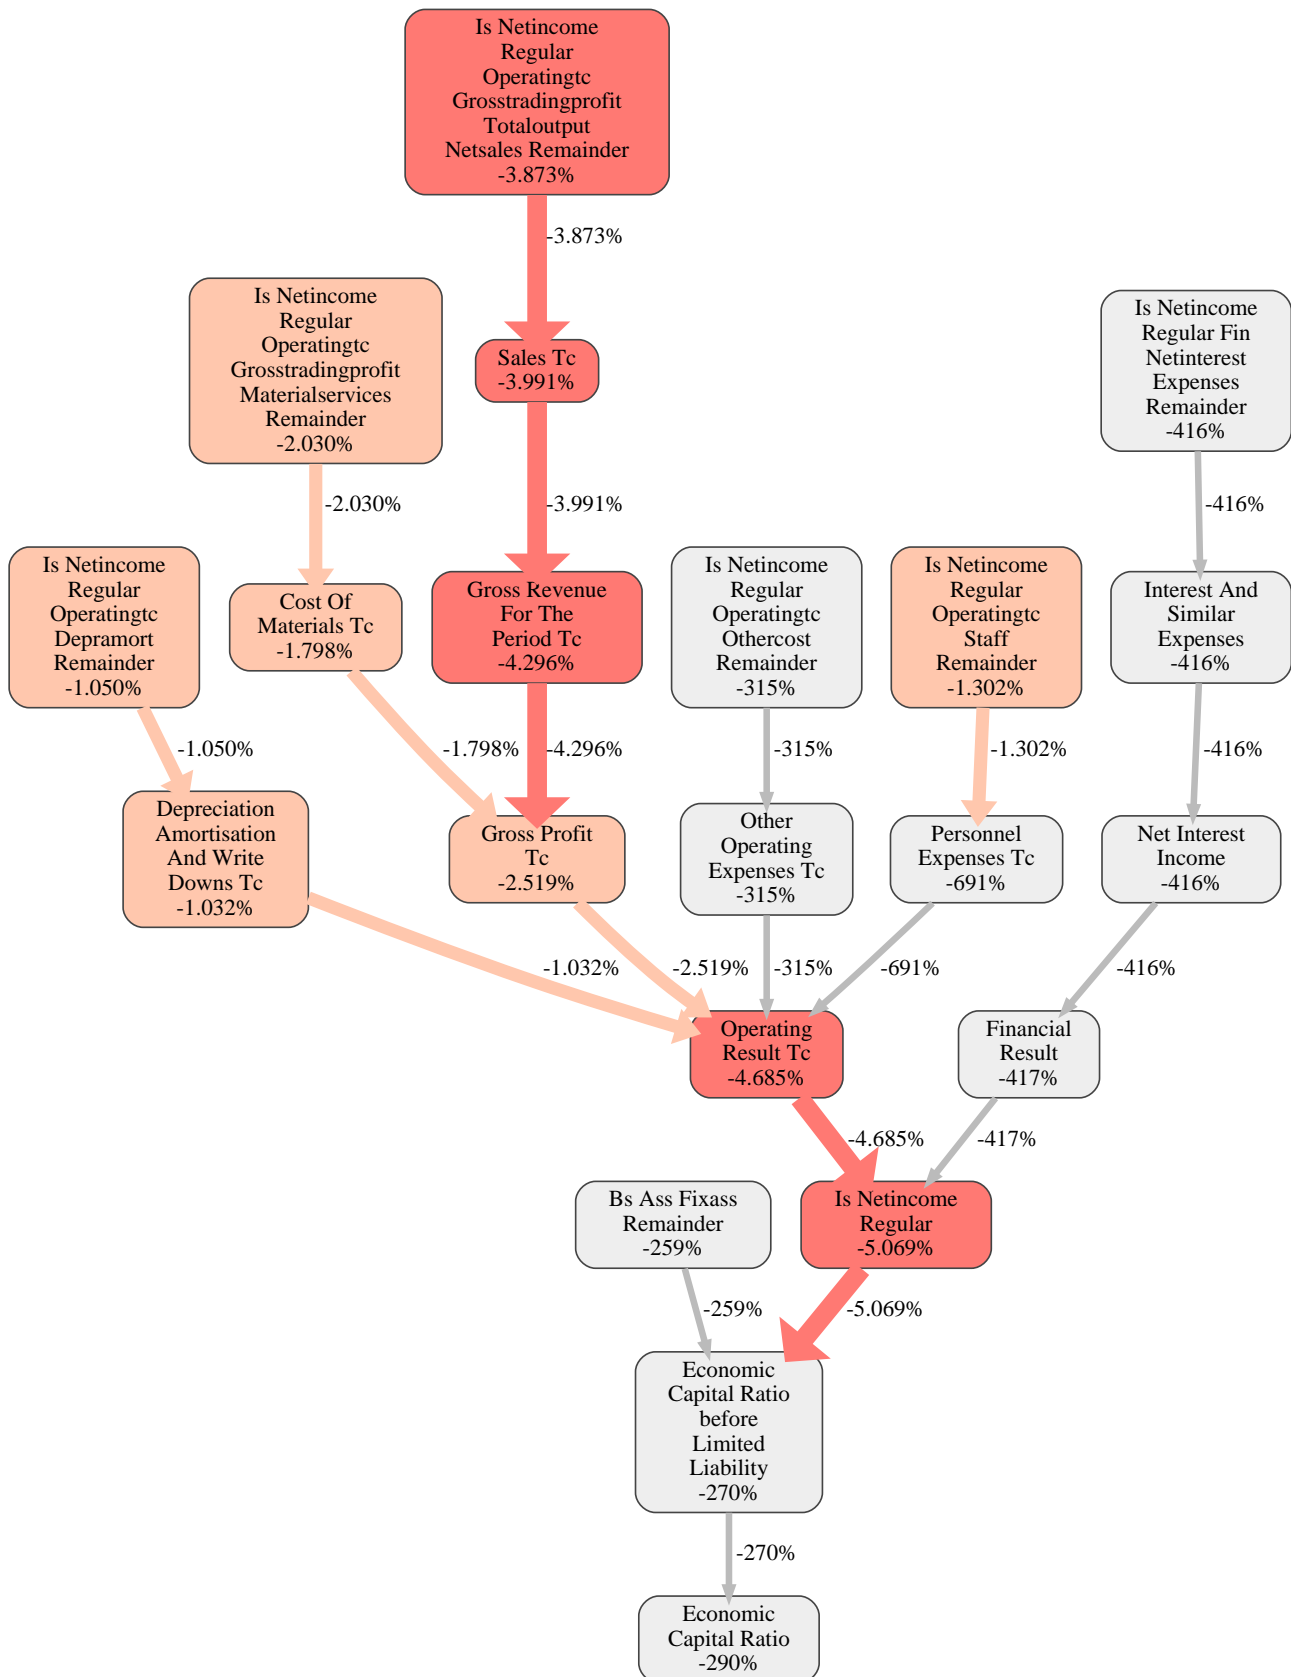 Is Netincome
Regular
Operatingtc
Grosstradingprofit
Totaloutput
Netsales Remainder
-3.873%
-3.873%
Is Netincome
Regular
Operatingtc
Grosstradingprofit
Materialservices
Remainder
-2.030%
Sales Tc
-3.991%
Is Netincome
Regular Fin
Netinterest
Expenses
Remainder
-416%
-2.030%
-3.991%
-416%
Is Netincome
Regular
Operatingtc
Depramort
Remainder
-1.050%
Cost Of
Materials Tc
-1.798%
Gross Revenue
For The
Period Tc
-4.296%
Is Netincome
Regular
Operatingtc
Othercost
Remainder
-315%
Is Netincome
Regular
Operatingtc
Staff
Remainder
-1.302%
Interest And
Similar
Expenses
-416%
-1.050%
-1.798%
-4.296%
-315%
-1.302%
-416%
Depreciation
Amortisation
And Write
Downs Tc
-1.032%
Gross Profit
Tc
-2.519%
Other
Operating
Expenses Tc
-315%
Personnel
Expenses Tc
-691%
Net Interest
Income
-416%
-1.032%
-2.519%
-315%
-691%
-416%
Operating
Result Tc
-4.685%
Financial
Result
-417%
-4.685%
-417%
Bs Ass Fixass
Remainder
-259%
Is Netincome
Regular
-5.069%
-259%
-5.069%
Economic
Capital Ratio
before
Limited
Liability
-270%
-270%
Economic
Capital Ratio
-290%